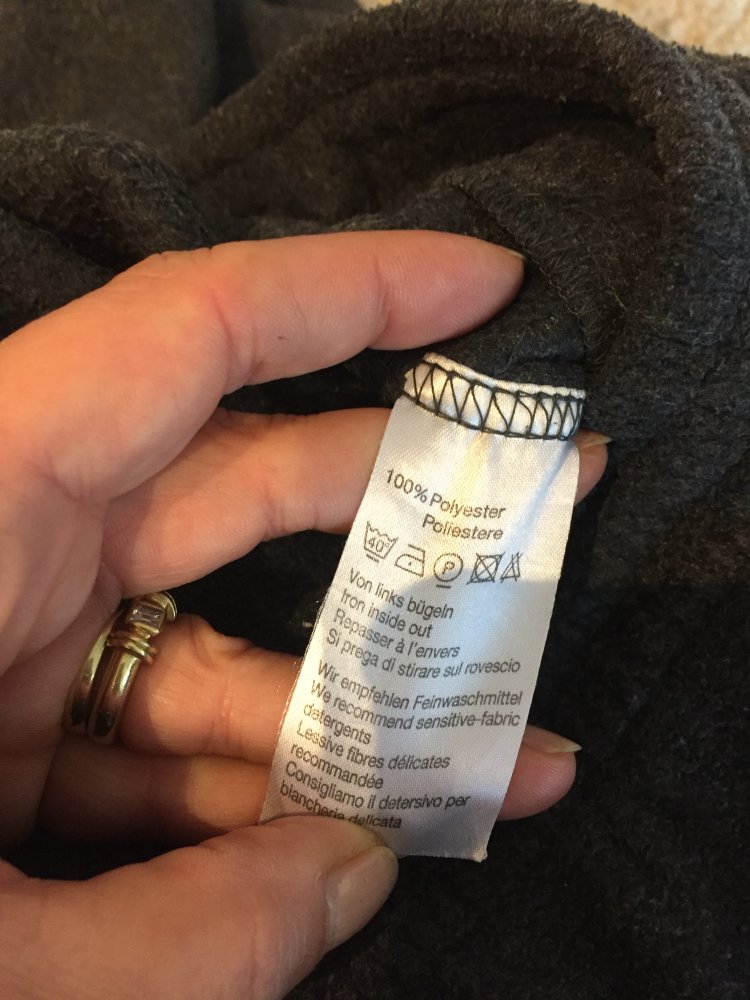 100% Polyester
Poliestere
40°
P
Von links bügeln
Iron inside out
Repasser à l'envers
Si prega di stirare sul rovescio
Wir empfehlen Feinwaschmittel
We recommend sensitive-fabric
detergents
Lessive fibres délicates
recommandée
Consigliamo il detersivo per
biancheria delicata